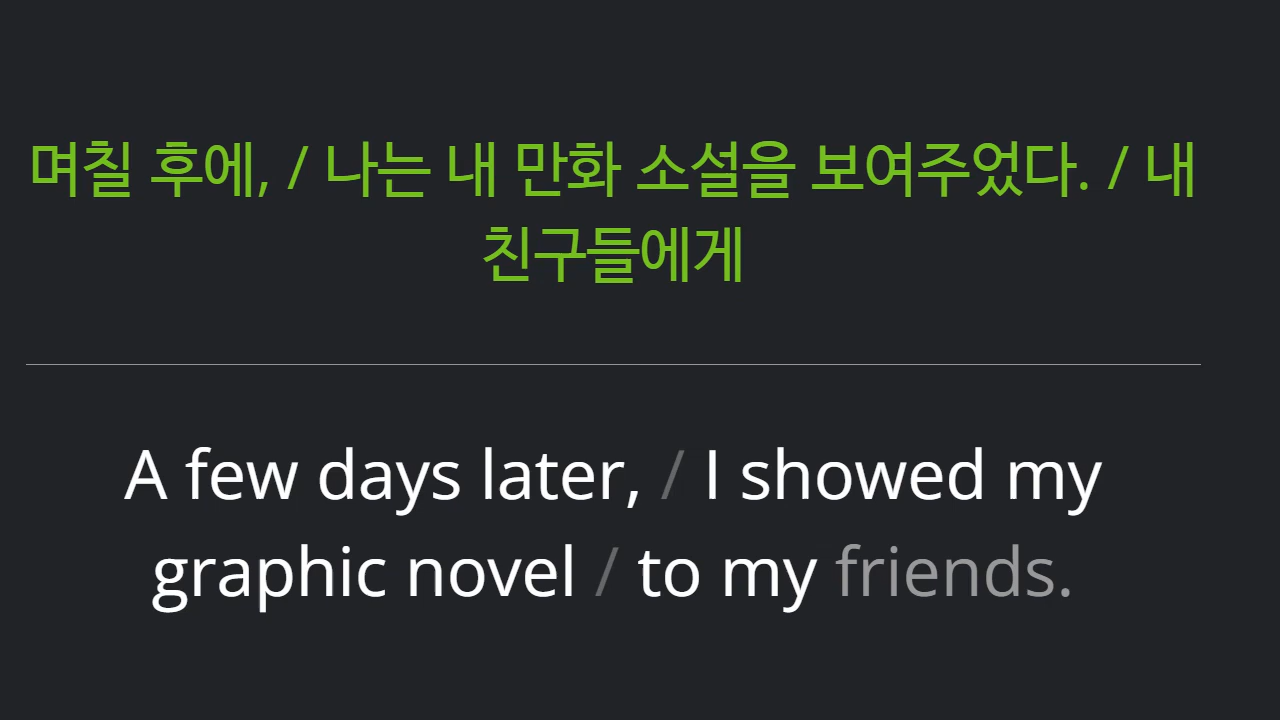 며칠 후에, / 나는 내 만화 소설을 보여주었다. / 내
친구들에게
A few days later, / I showed my
graphic novel / to my friends.